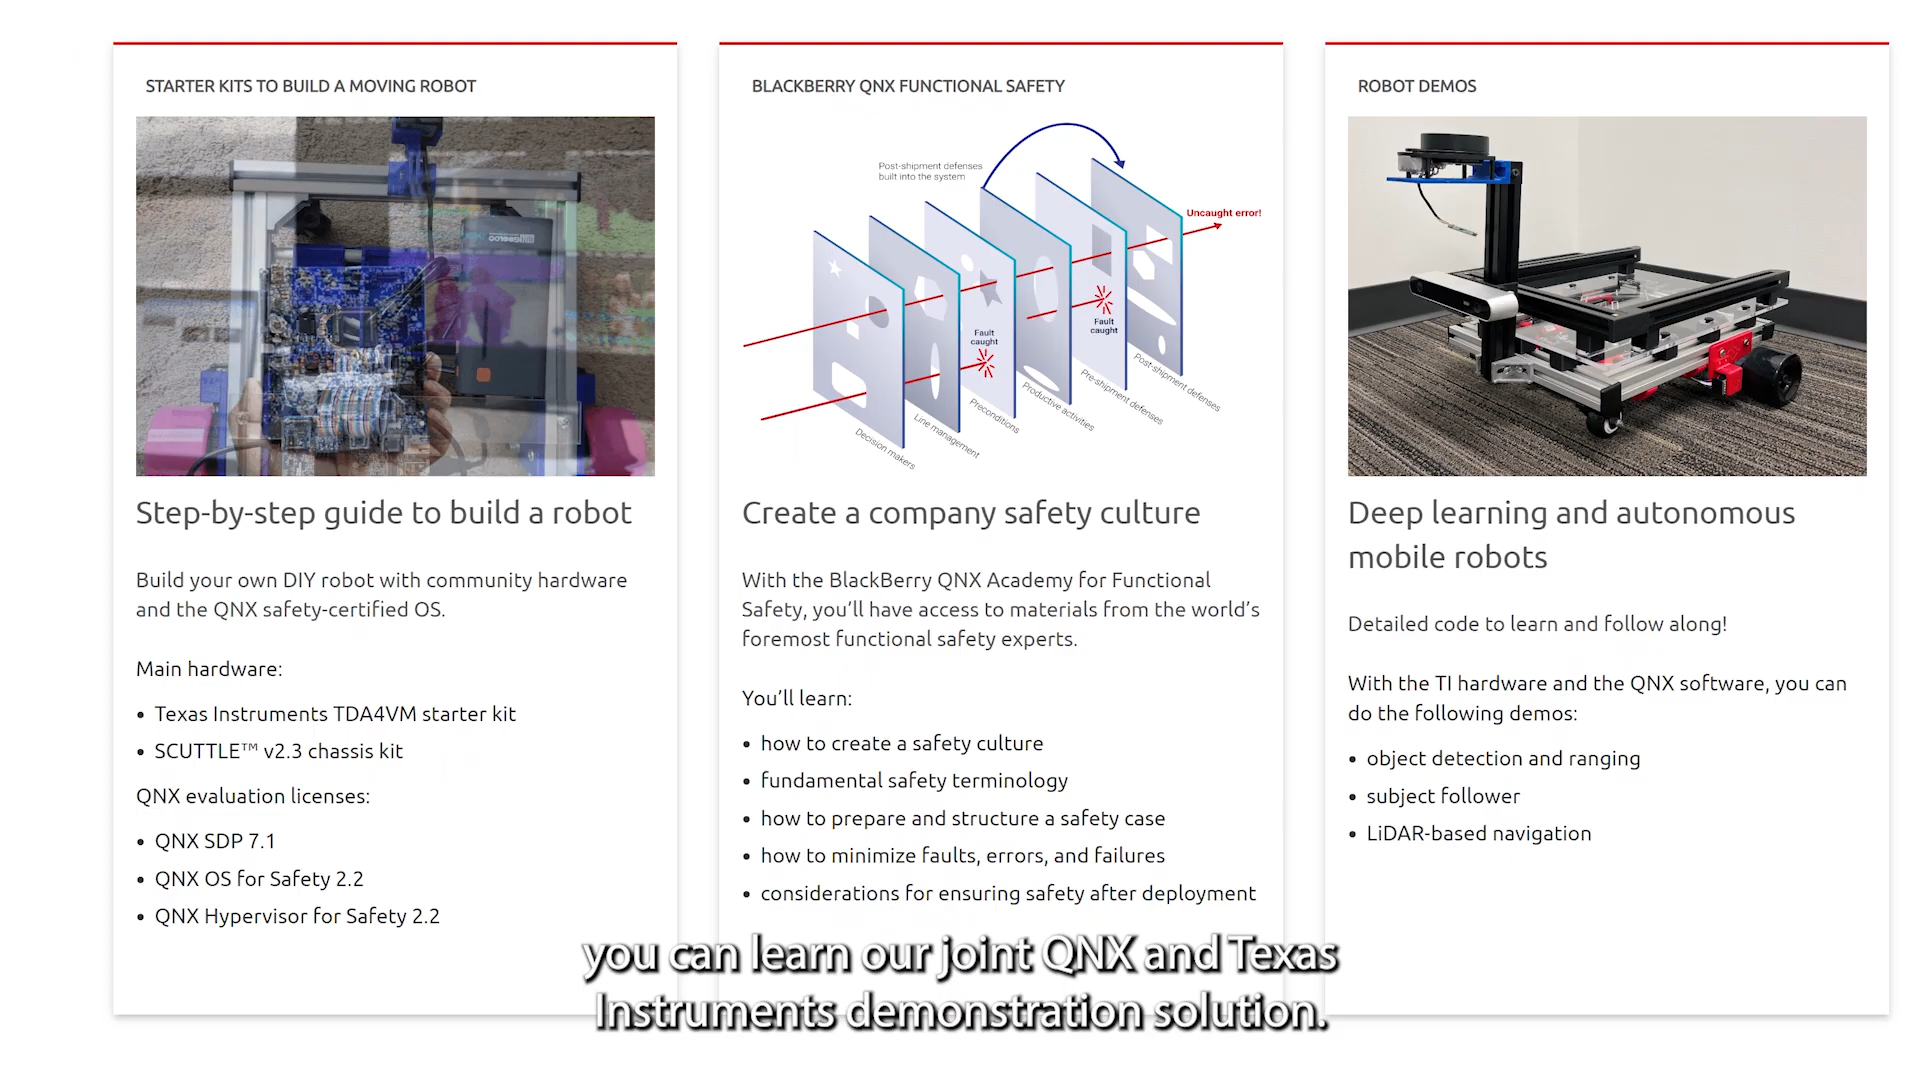 STARTER KITS TO BUILD A MOVING ROBOT
Step-by-step guide to build a robot
Build your own DIY robot with community hardware
and the QNX safety-certified OS.
Main hardware:
• Texas Instruments TDA4VM starter kit
• SCUTTLE™ v2.3 chassis kit
QNX evaluation licenses:
• QNX SDP 7.1
• QNX OS for Safety 2.2
• QNX Hypervisor for Safety 2.2
BLACKBERRY QNX FUNCTIONAL SAFETY
Post-shipment defenses
built into the system
Uncaught error!
Fault
caught
Fault
caught
Decision makers
Line management
Preconditions
Productive activities
Pre-shipment defenses
Post-shipment defenses
Create a company safety culture
With the BlackBerry QNX Academy for Functional
Safety, you’ll have access to materials from the world’s
foremost functional safety experts.
You’ll learn:
• how to create a safety culture
• fundamental safety terminology
• how to prepare and structure a safety case
• how to minimize faults, errors, and failures
• considerations for ensuring safety after deployment
ROBOT DEMOS
Deep learning and autonomous
mobile robots
Detailed code to learn and follow along!
With the TI hardware and the QNX software, you can
do the following demos:
• object detection and ranging
• subject follower
• LiDAR-based navigation
you can learn our joint QNX and Texas
Instruments demonstration solution.